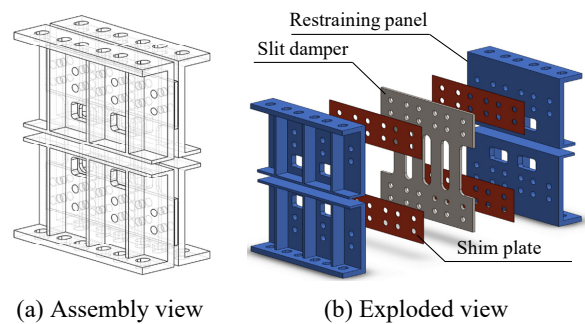 Restraining panel
Slit damper
Shim plate
(a) Assembly view
(b) Exploded view